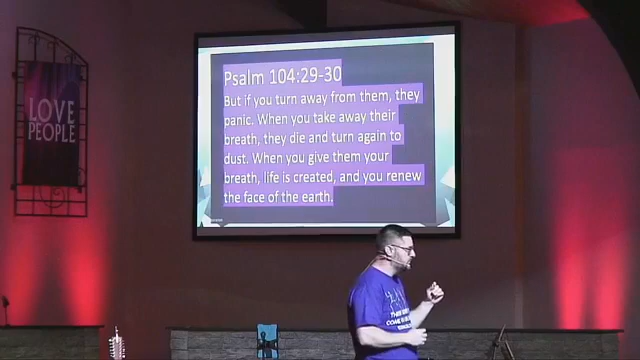 LOVE
PEOPLE
Psalm 104:29-30
But if you turn away from them, they
panic. When you take away their
breath, they die and turn again to
dust. When you give them your
breath, life is created, and you renew
the face of the earth.